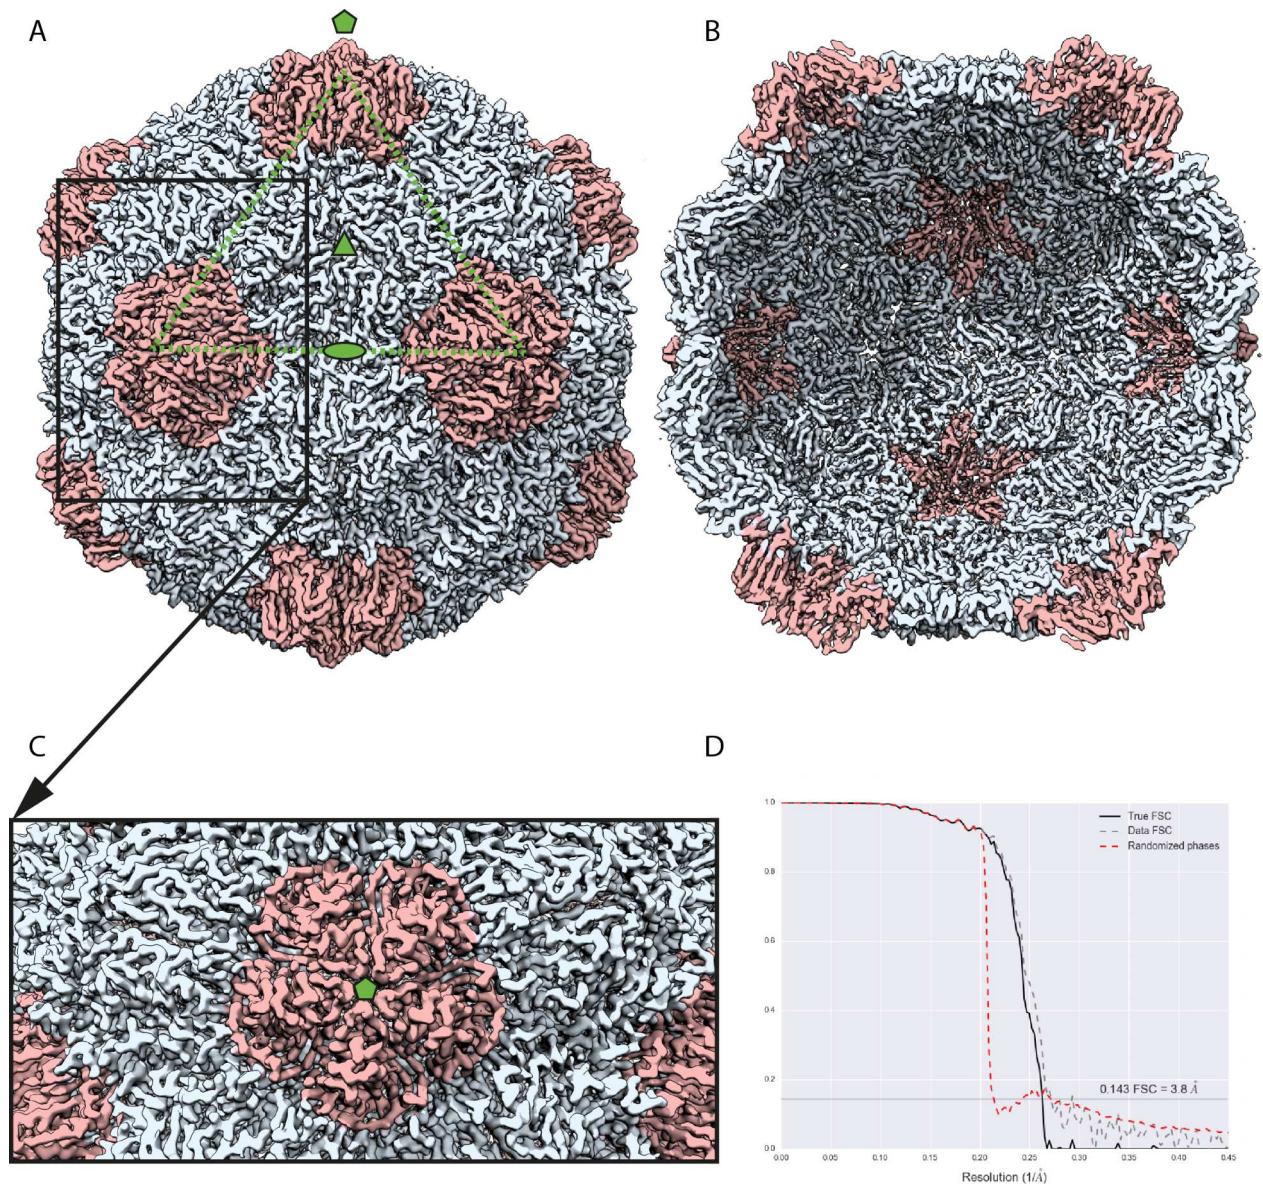 A
B
C
D
1.0
0.8
0.6
0.4
0.2
0.0
True FSC
Data FSC
Randomized phases
0.143 FSC = 3.8 Å
0.00 0.05 0.10 0.15 0.20 0.25 0.30 0.35 0.40 0.45
Resolution (1/Å)